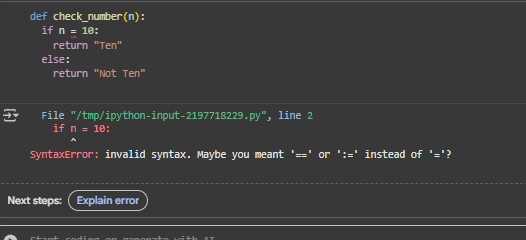 def check_number(n):
  if n = 10:
    return "Ten"
  else:
    return "Not Ten"
  File "/tmp/ipython-input-2197718229.py", line 2
    if n = 10:
       ^
SyntaxError: invalid syntax. Maybe you meant '==' or ':=' instead of '='?
Next steps: Explain error
Start coding or generate with AI